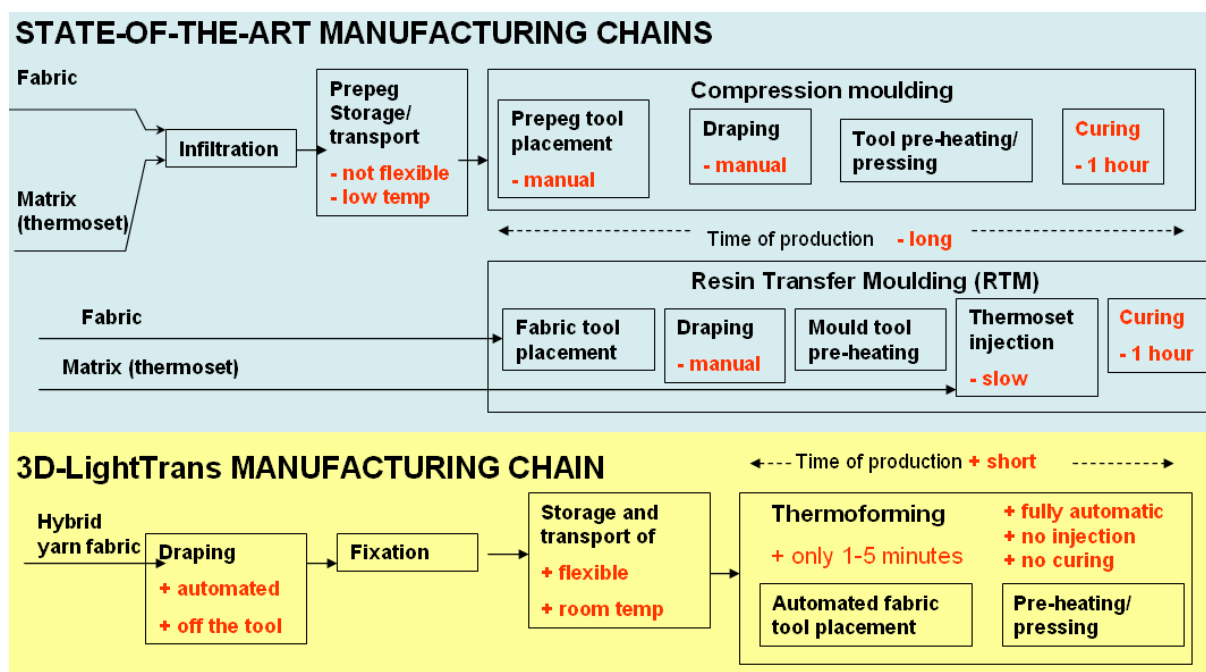 STATE-OF-THE-ART MANUFACTURING CHAINS
Fabric
Matrix
(thermoset)
Infiltration
Prepeg
Storage/
transport
- not flexible
- low temp
Compression moulding
Prepeg tool
placement
- manual
Draping
- manual
Tool pre-heating/
pressing
Curing
- 1 hour
Time of production - long
Resin Transfer Moulding (RTM)
Fabric
Matrix (thermoset)
Fabric tool
placement
Draping
- manual
Mould tool
pre-heating
Thermoset
injection
- slow
Curing
- 1 hour
3D-LightTrans MANUFACTURING CHAIN
Time of production + short
Hybrid
yarn fabric
Draping
+ automated
+ off the tool
Fixation
Storage and
transport of
+ flexible
+ room temp
Thermoforming
+ only 1-5 minutes
+ fully automatic
+ no injection
+ no curing
Automated fabric
tool placement
Pre-heating/
pressing